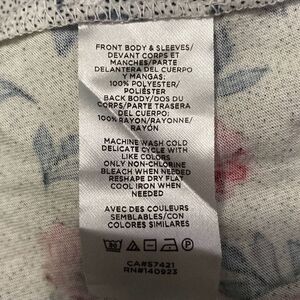 FRONT BODY & SLEEVES/
DEVANT CORPS ET
MANCHES/PARTE
DELANTERA DEL CUERPO
Y MANGAS:
100% POLYESTER/
POLIÉSTER
BACK BODY/DOS DU
CORPS/PARTE TRASERA
DEL CUERPO:
100% RAYON/RAYONNE/
RAYÓN
MACHINE WASH COLD
DELICATE CYCLE WITH
LIKE COLORS
ONLY NON-CHLORINE
BLEACH WHEN NEEDED
RESHAPE DRY FLAT
COOL IRON WHEN
NEEDED
AVEC DES COULEURS
SEMBLABLES/CON
COLORES SIMILARES
30
CA#57421
RN#140923